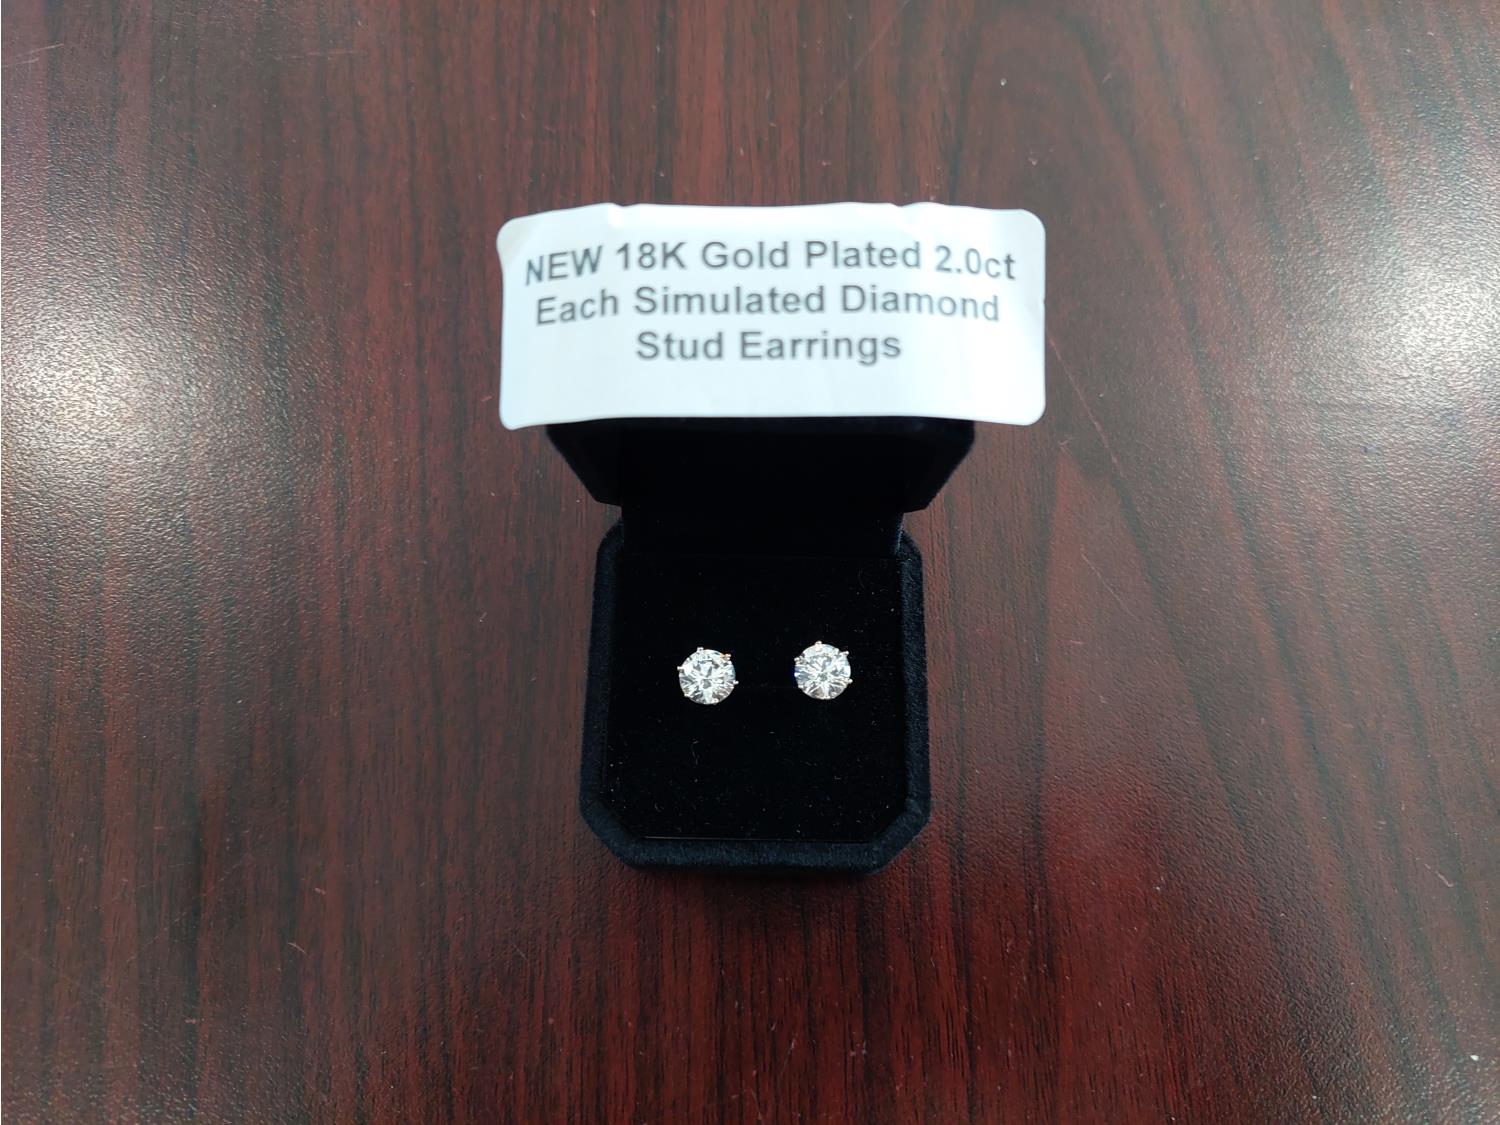 NEW 18K Gold Plated 2.0ct
Each Simulated Diamond
Stud Earrings